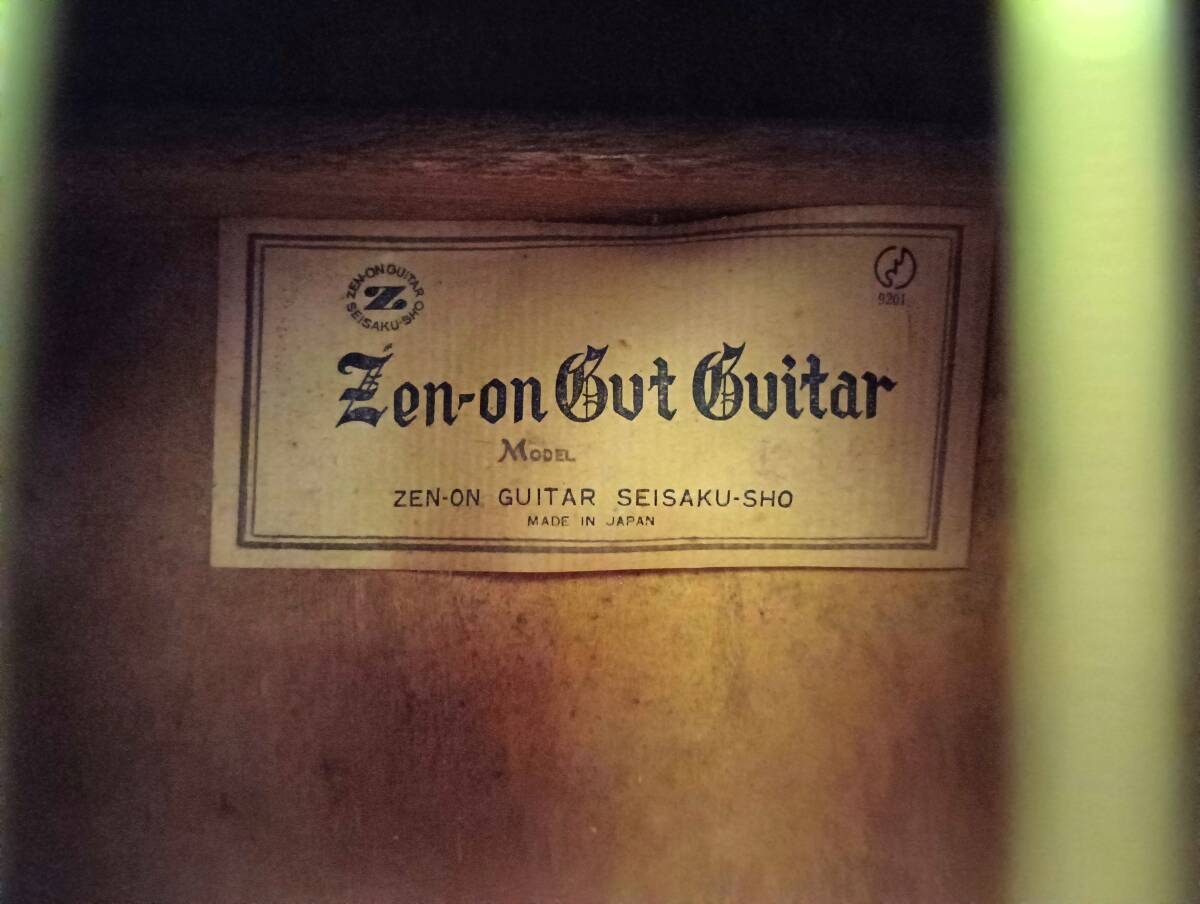 ZEN-ON GUITAR
Z
SEISAKU-SHO
9201
Zen-on Gut Guitar
MODEL
ZEN-ON GUITAR SEISAKU-SHO
MADE IN JAPAN